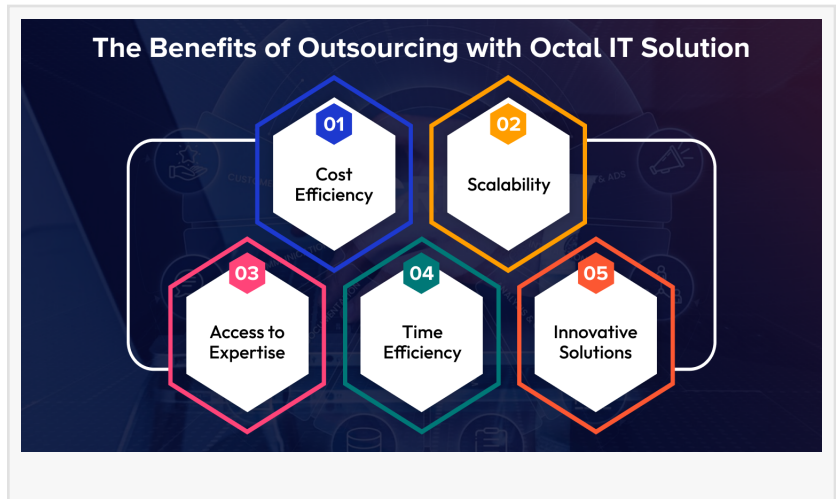 The Benefits of Outsourcing with Octal IT Solution
01
Cost
Efficiency
02
Scalability
03
Access to
Expertise
04
Time
Efficiency
05
Innovative
Solutions
& ADS